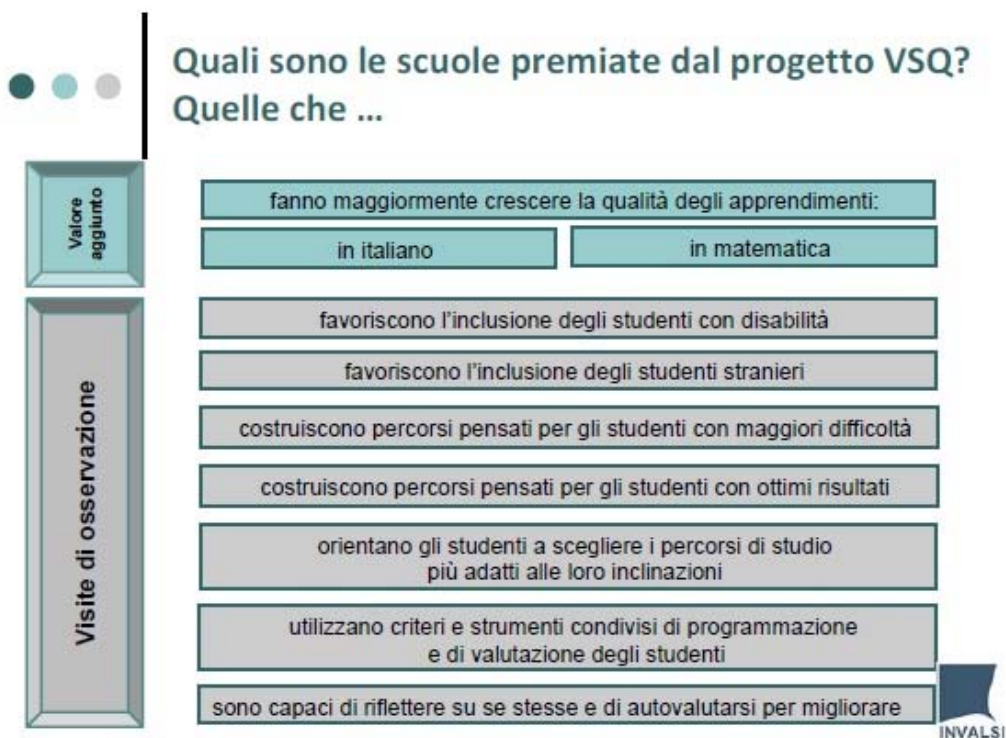 Quali sono le scuole premiate dal progetto VSQ?
Quelle che ...
Valore
aggiunto
fanno maggiormente crescere la qualità degli apprendimenti:
in italiano
in matematica
Visite di osservazione
favoriscono l'inclusione degli studenti con disabilità
favoriscono l'inclusione degli studenti stranieri
costruiscono percorsi pensati per gli studenti con maggiori difficoltà
costruiscono percorsi pensati per gli studenti con ottimi risultati
orientano gli studenti a scegliere i percorsi di studio
più adatti alle loro inclinazioni
utilizzano criteri e strumenti condivisi di programmazione
e di valutazione degli studenti
sono capaci di riflettere su se stesse e di autovalutarsi per migliorare
INVALSI